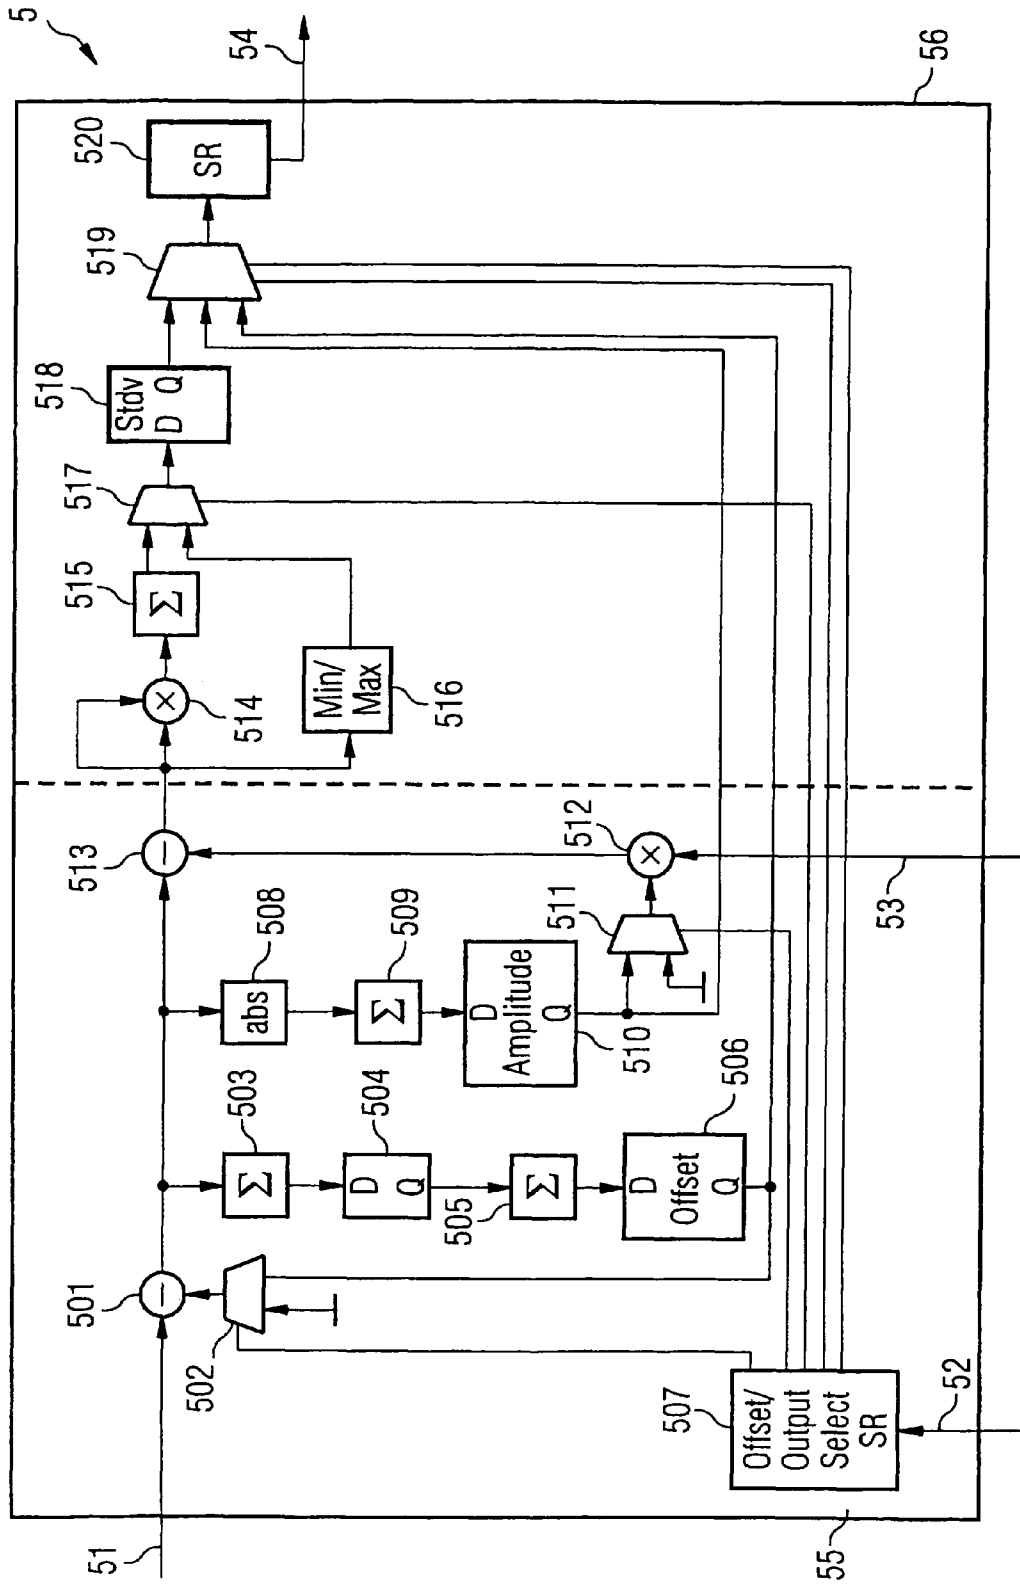 5
54
56
520
SR
519
518
Stdv
D Q
517
515
Σ
×
514
Min/
Max
516
513
−
512
×
53
511
508
abs
509
Σ
D
Amplitude
Q
510
503
Σ
504
D
Q
505
Σ
506
D
Offset
Q
501
−
502
507
Offset/
Output
Select
SR
52
51
55